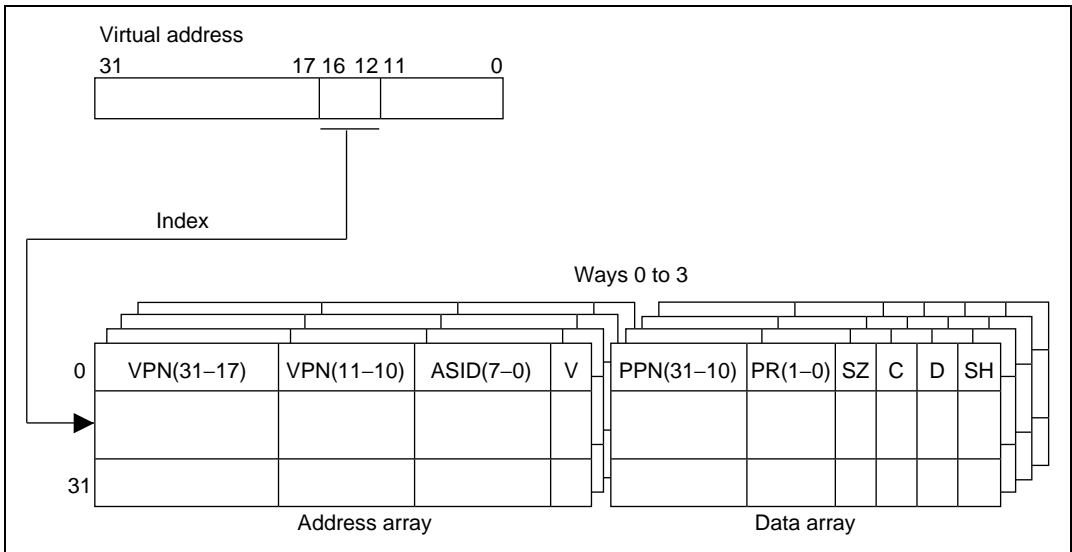 Virtual address
31 17 16 12 11 0
Index
Ways 0 to 3
0 VPN(31−17) VPN(11−10) ASID(7−0) V PPN(31−10) PR(1−0) SZ C D SH
31
Address array Data array